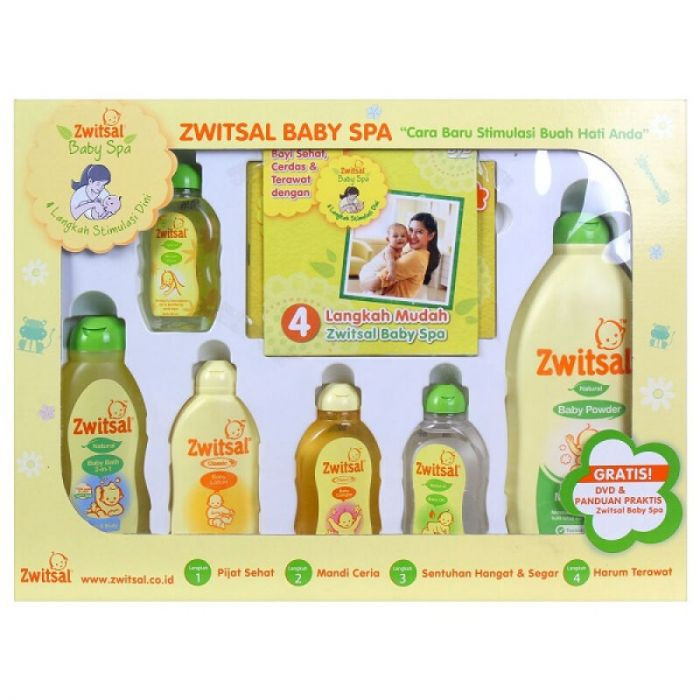 Zwitsal
Baby Spa
4 Langkah Stimulasi Dini
ZWITSAL BABY SPA "Cara Baru Stimulasi Buah Hati Anda"
Bayi Sehat,
Cerdas &
Terawat
dengan
Zwitsal
Baby Spa
4 Langkah Stimulasi Dini
4 Langkah Mudah
Zwitsal Baby Spa
Zwitsal
Natural
Baby Bath
2-in-1
Zwitsal
Classic
Baby Lotion
Zwitsal
Zwitsal
Natural
Baby Oil
Zwitsal
Natural
Baby Powder
GRATIS!
DVD &
PANDUAN PRAKTIS
Zwitsal Baby Spa
Zwitsal
www.zwitsal.co.id
Langkah 1 Pijat Sehat
Langkah 2 Mandi Ceria
Langkah 3 Sentuhan Hangat & Segar
Langkah 4 Harum Terawat